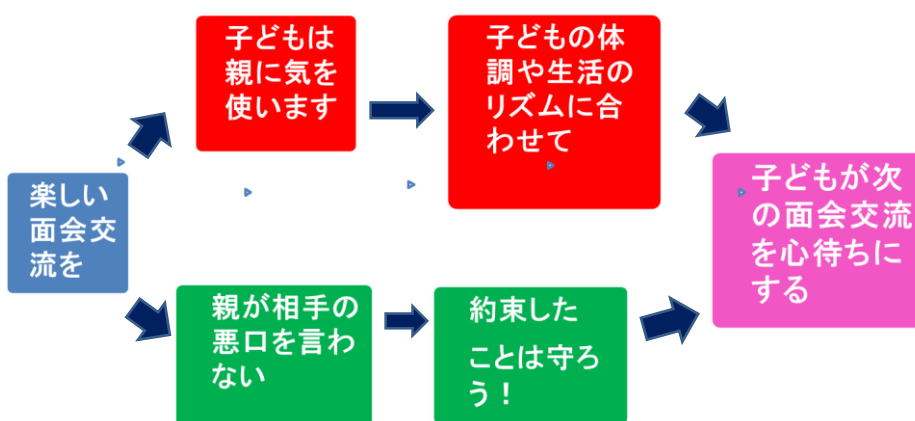 楽しい
面会交
流を
子どもは
親に気を
使います
子どもの体
調や生活の
リズムに合
わせて
親が相手の
悪口を言わ
ない
約束した
ことは守ろ
う！
子どもが次
の面会交流
を心待ちに
する